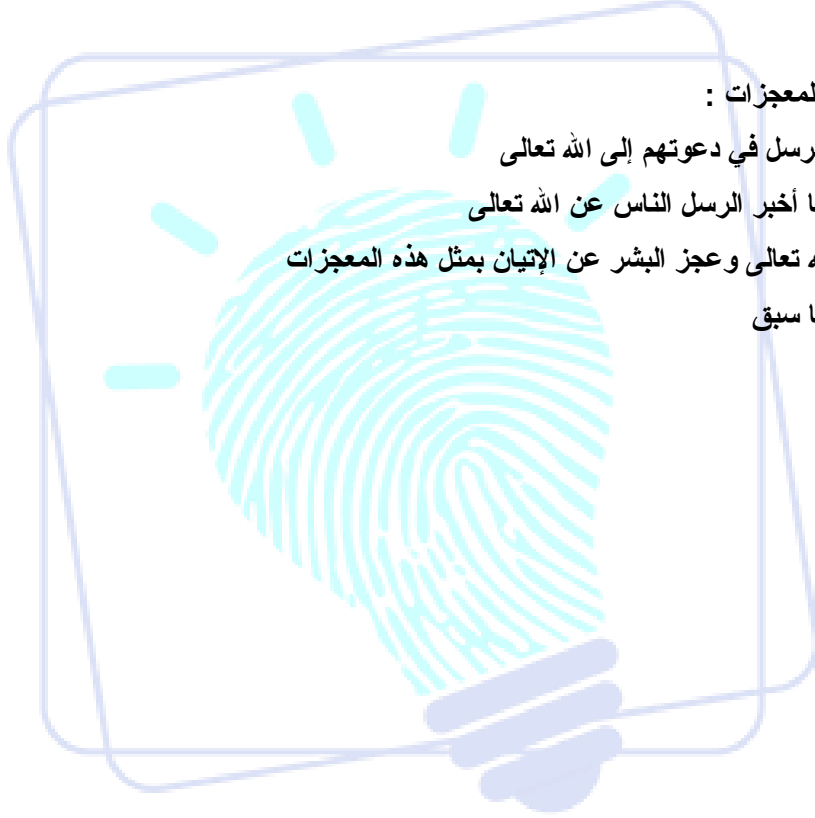 لمعجزات :
رسل في دعوتهم إلى الله تعالى
ا أخبر الرسل الناس عن الله تعالى
ه تعالى وعجز البشر عن الإتيان بمثل هذه المعجزات
ا سبق